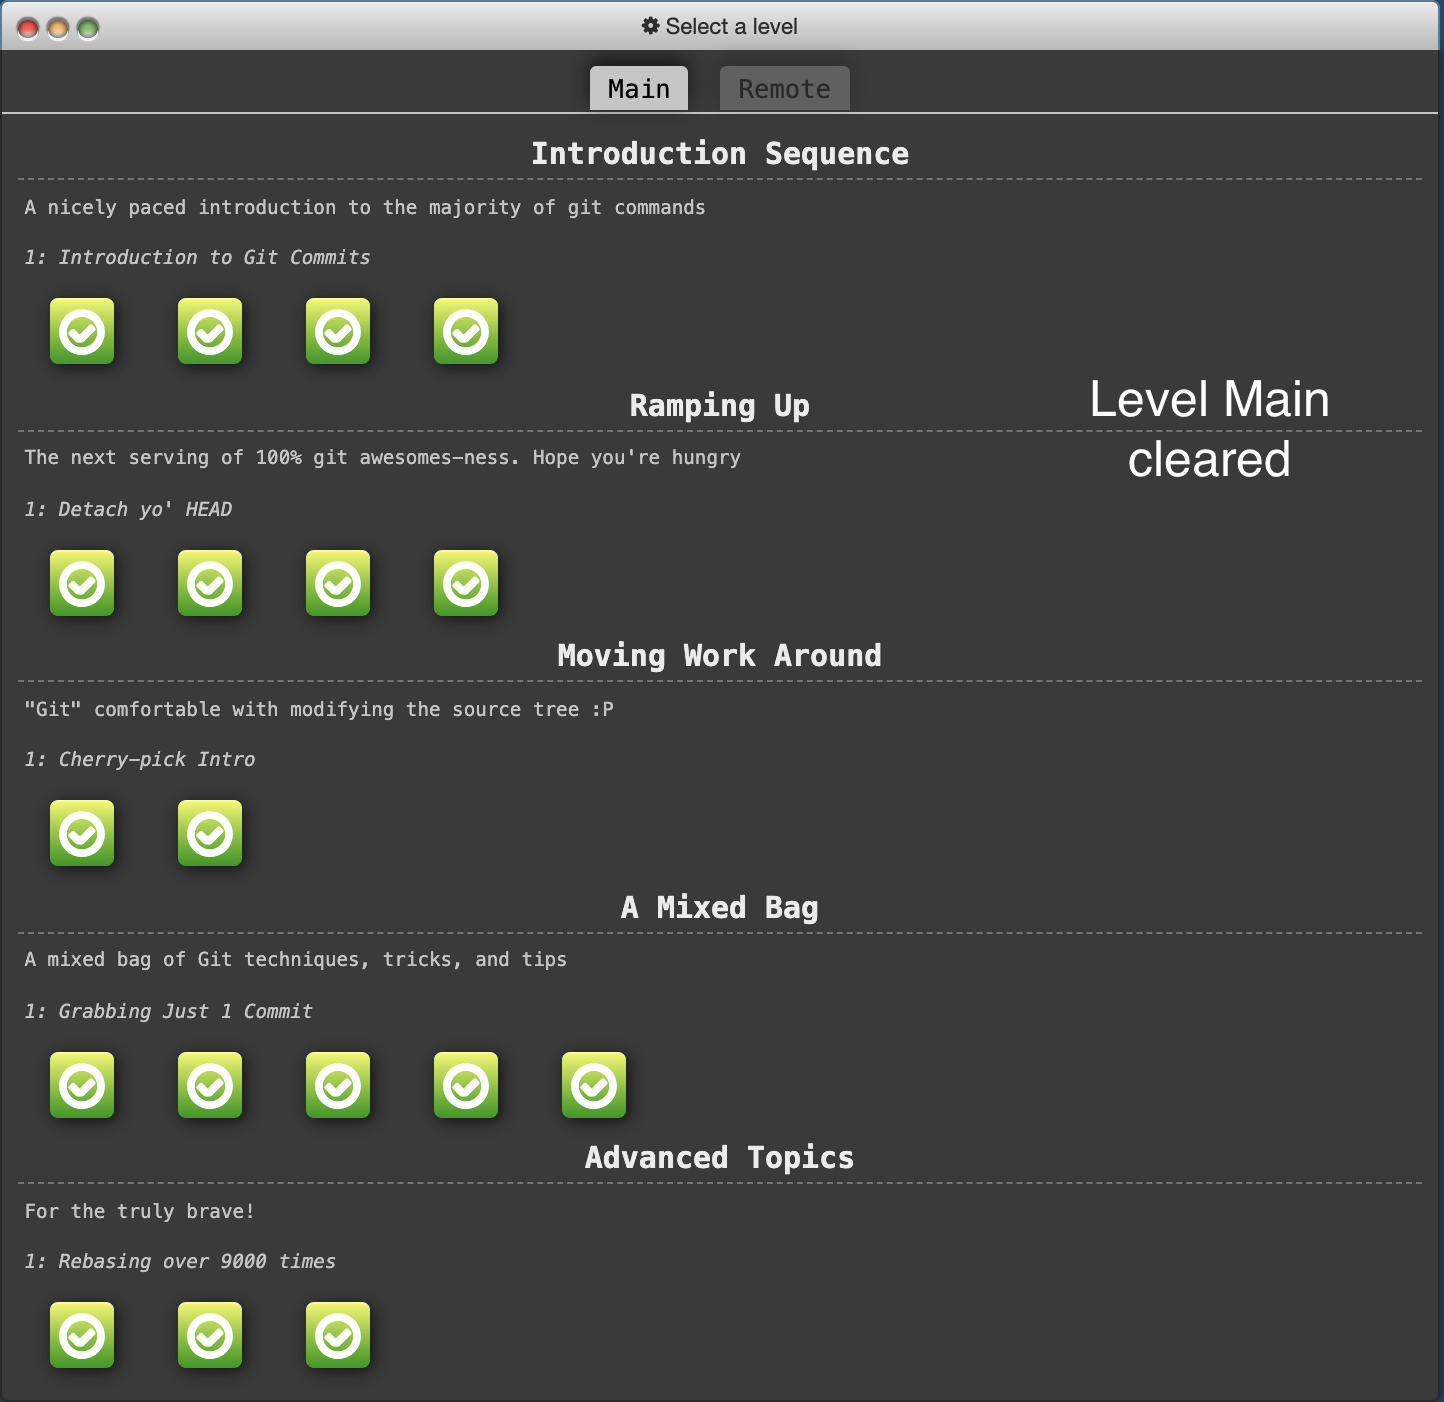 Select a level
Main Remote
Introduction Sequence
A nicely paced introduction to the majority of git commands
1: Introduction to Git Commits
Ramping Up
Level Main
cleared
The next serving of 100% git awesomes-ness. Hope you're hungry
1: Detach yo' HEAD
Moving Work Around
"Git" comfortable with modifying the source tree :P
1: Cherry-pick Intro
A Mixed Bag
A mixed bag of Git techniques, tricks, and tips
1: Grabbing Just 1 Commit
Advanced Topics
For the truly brave!
1: Rebasing over 9000 times